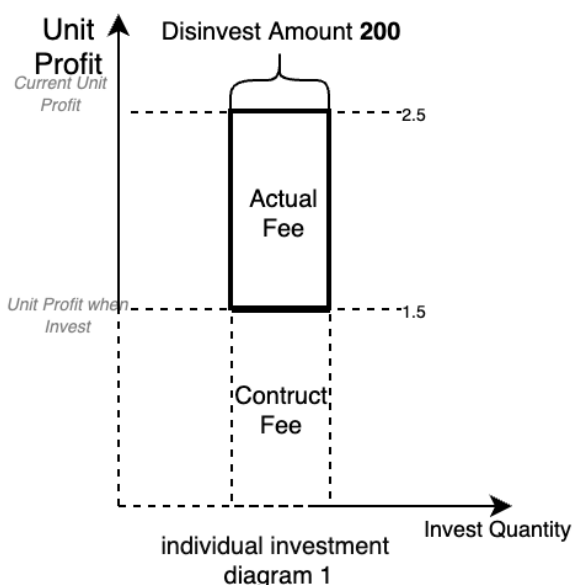 Unit
Profit
Disinvest Amount 200
Current Unit
Profit
2.5
Actual
Fee
Unit Profit when
Invest
1.5
Contruct
Fee
Invest Quantity
individual investment
diagram 1